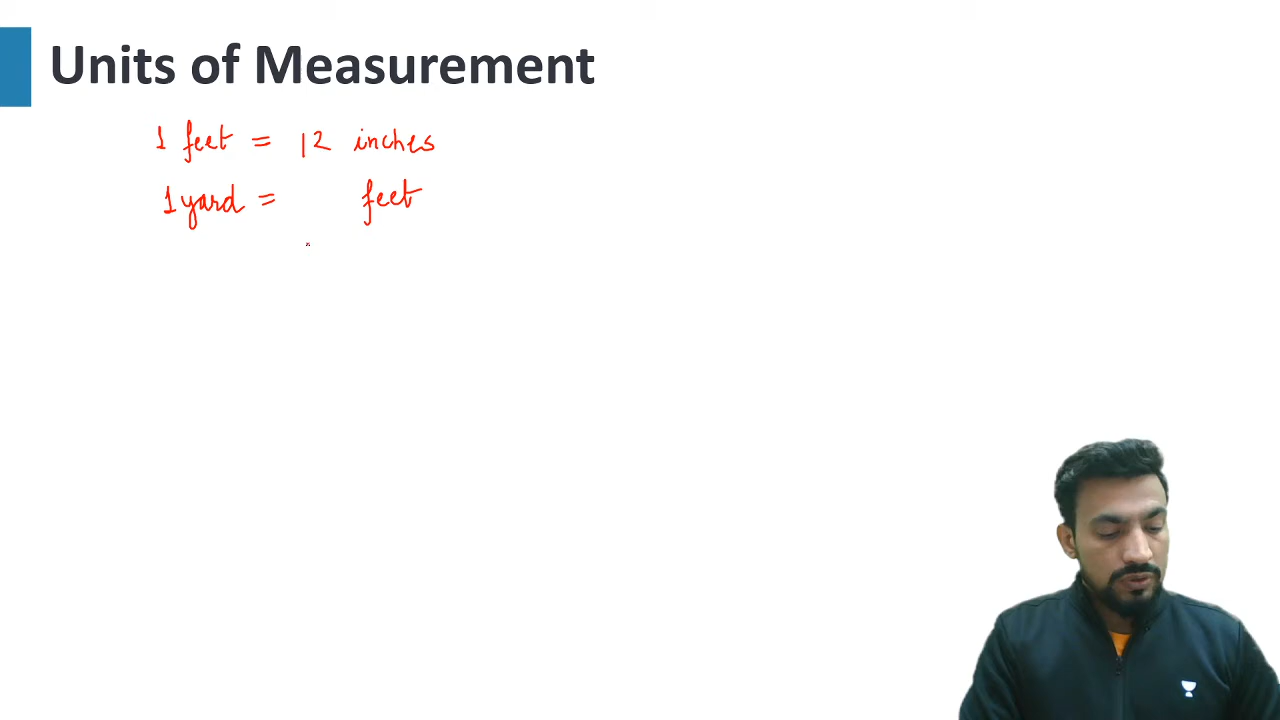 Units of Measurement
1 feet = 12 inches
1 yard = feet